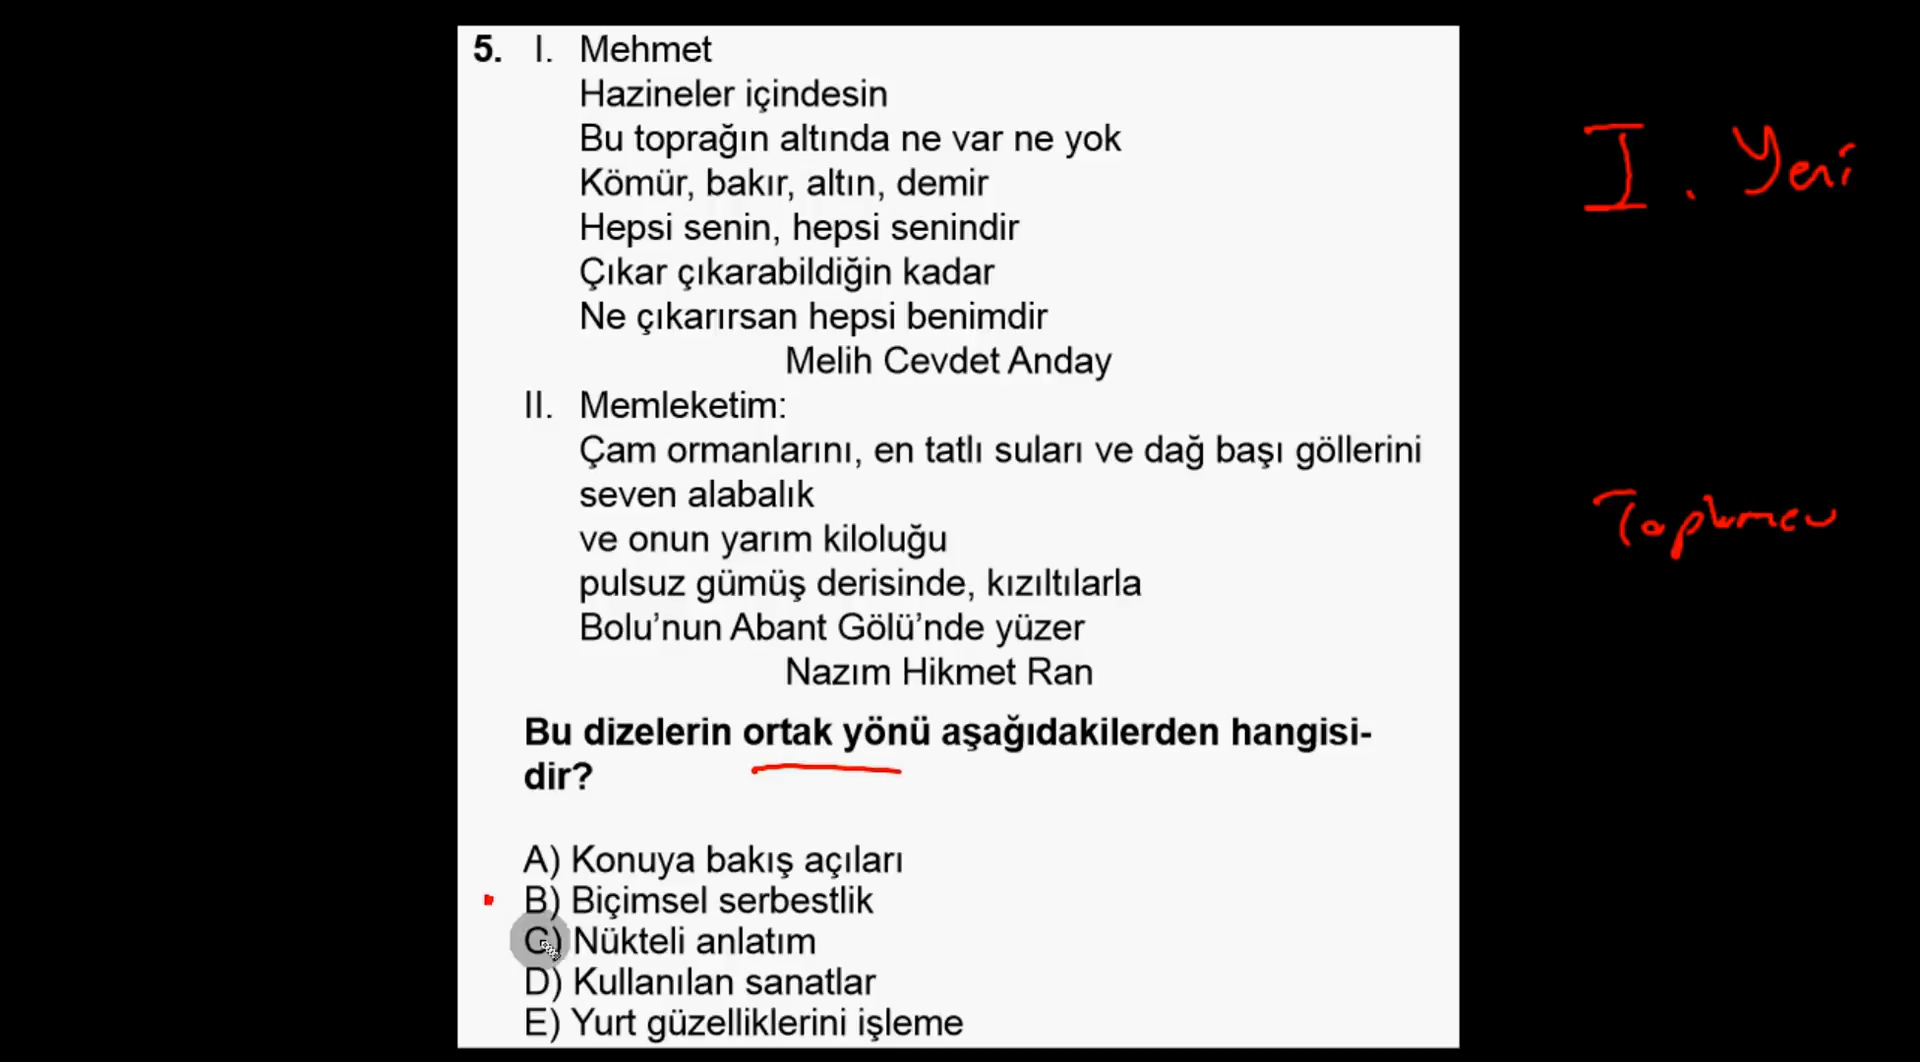 5. I. Mehmet
Hazineler içindesin
Bu toprağın altında ne var ne yok
Kömür, bakır, altın, demir
Hepsi senin, hepsi senindir
Çıkar çıkarabildiğin kadar
Ne çıkarırsan hepsi benimdir
Melih Cevdet Anday
I. Yeni
II. Memleketim:
Çam ormanlarını, en tatlı suları ve dağ başı göllerini
seven alabalık
ve onun yarım kiloluğu
pulsuz gümüş derisinde, kızıltılarla
Bolu’nun Abant Gölü’nde yüzer
Nazım Hikmet Ran
Bu dizelerin ortak yönü aşağıdakilerden hangisi-
dir?
A) Konuya bakış açıları
B) Biçimsel serbestlik
C) Nükteli anlatım
D) Kullanılan sanatlar
E) Yurt güzelliklerini işleme